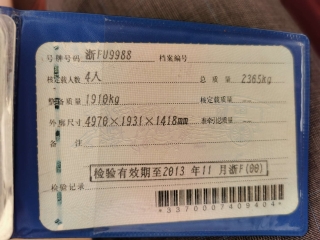 号牌号码 浙FU9988 档案编号
核定载人数 4人 总质量 2365kg
整备质量 1910kg 核定载质量 --
外廓尺寸 4970×1931×1418mm 准牵引总质量 --
备注
检验有效期至2013年11月浙F(00)
检验记录
*3370007409404*